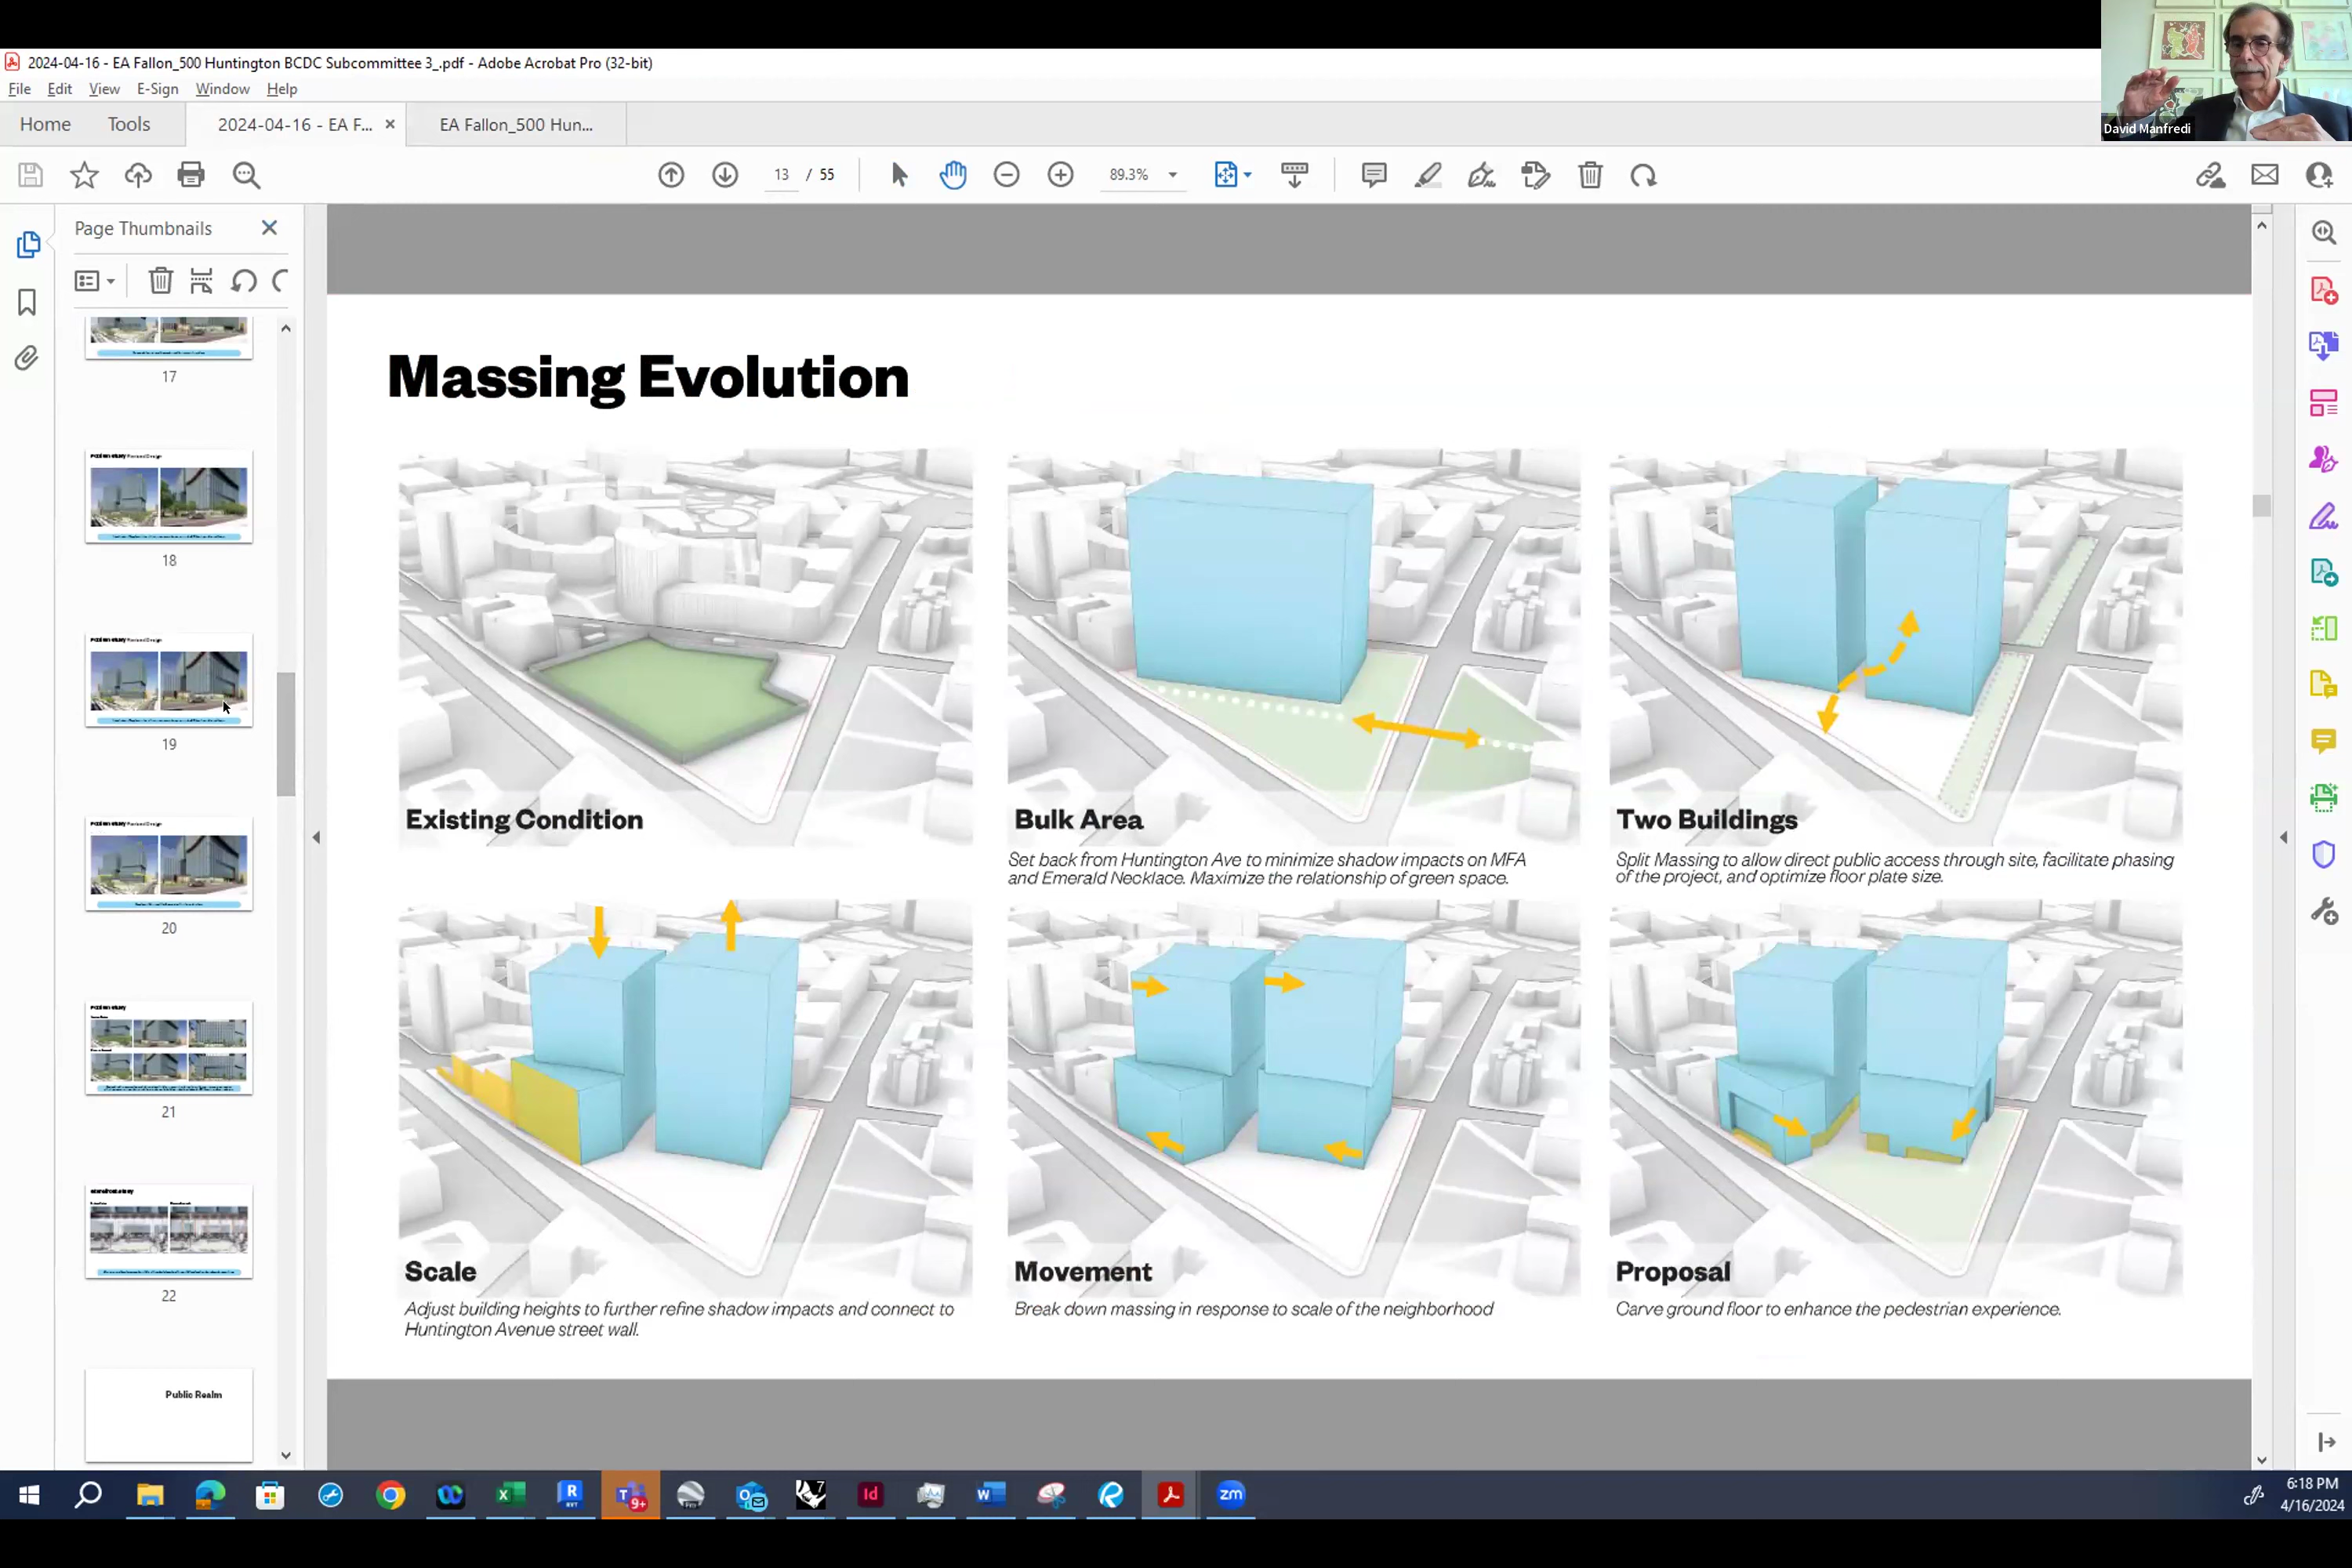 2024-04-16 - EA Fallon_500 Huntington BCDC Subcommittee 3_.pdf - Adobe Acrobat Pro (32-bit)
File Edit View E-Sign Window Help
Home Tools 2024-04-16 - EA F... EA Fallon_500 Hun...
David Manfredi
13 / 55 89.3%
Page Thumbnails
17
18
19
20
21
22
Public Realm
Massing Evolution
Existing Condition
Bulk Area
Set back from Huntington Ave to minimize shadow impacts on MFA
and Emerald Necklace. Maximize the relationship of green space.
Two Buildings
Split Massing to allow direct public access through site, facilitate phasing
of the project, and optimize floor plate size.
Scale
Adjust building heights to further refine shadow impacts and connect to
Huntington Avenue street wall.
Movement
Break down massing in response to scale of the neighborhood
Proposal
Carve ground floor to enhance the pedestrian experience.
9+
6:18 PM
4/16/2024